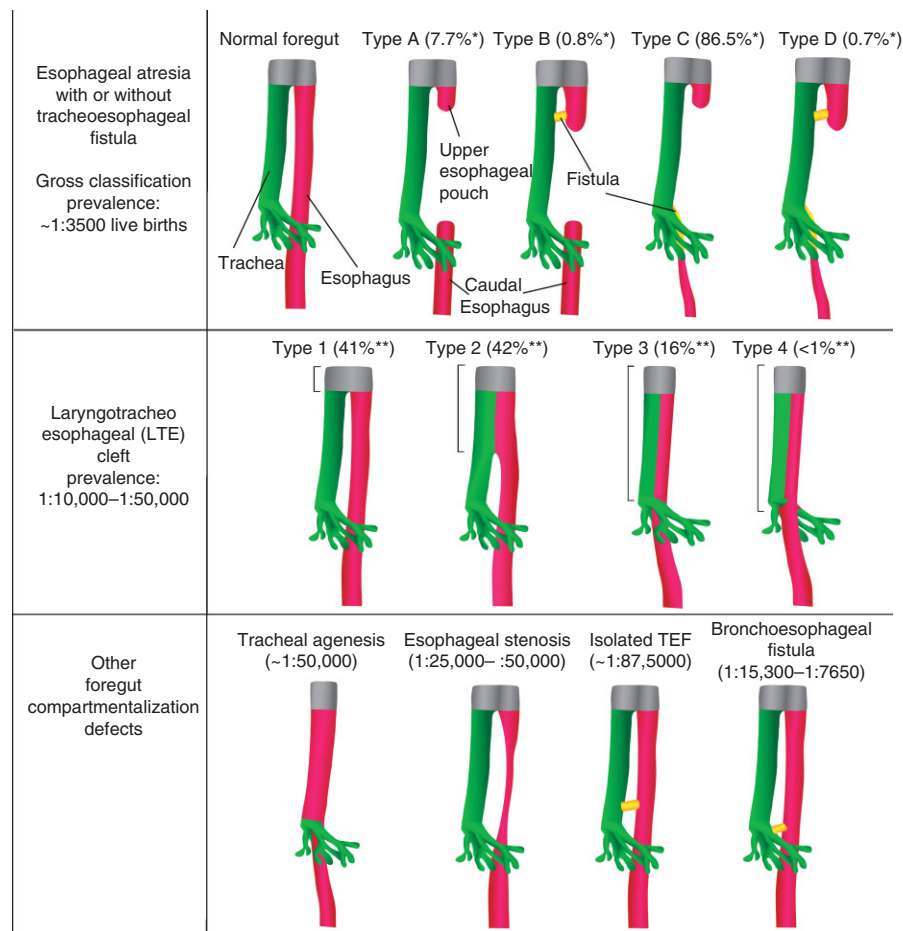 Esophageal atresia
with or without
tracheoesophageal
fistula
Gross classification
prevalence:
~1:3500 live births
Normal foregut
Type A (7.7%*)
Type B (0.8%*)
Type C (86.5%*)
Type D (0.7%*)
Upper
esophageal
pouch
Fistula
Trachea
Esophagus
Caudal
Esophagus
Laryngotracheo
esophageal (LTE)
cleft
prevalence:
1:10,000–1:50,000
Type 1 (41%**)
Type 2 (42%**)
Type 3 (16%**)
Type 4 (<1%**)
Other
foregut
compartmentalization
defects
Tracheal agenesis
(~1:50,000)
Esophageal stenosis
(1:25,000– :50,000)
Isolated TEF
(~1:87,5000)
Bronchoesophageal
fistula
(1:15,300–1:7650)